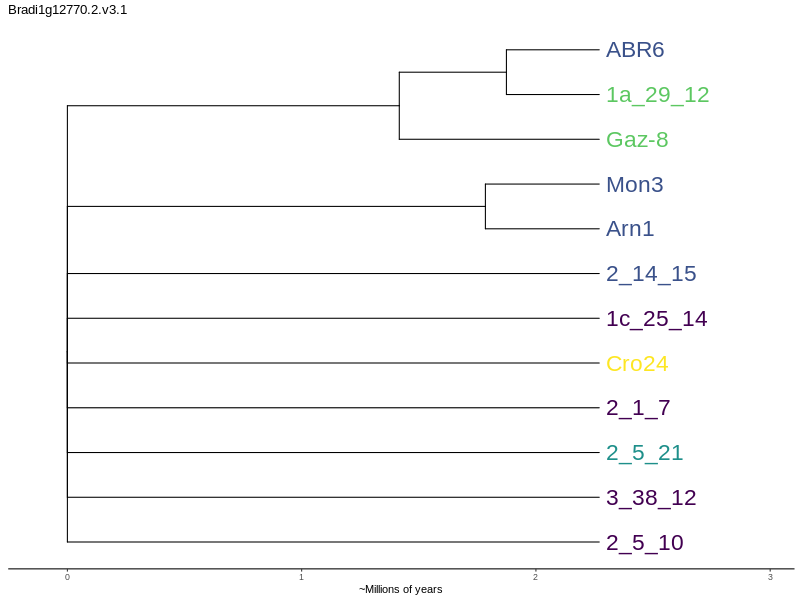 Bradi1g12770.2.v3.1
ABR6
1a_29_12
Gaz-8
Mon3
Arn1
2_14_15
1c_25_14
Cro24
2_1_7
2_5_21
3_38_12
2_5_10
0 1 2 3
~Millions of years